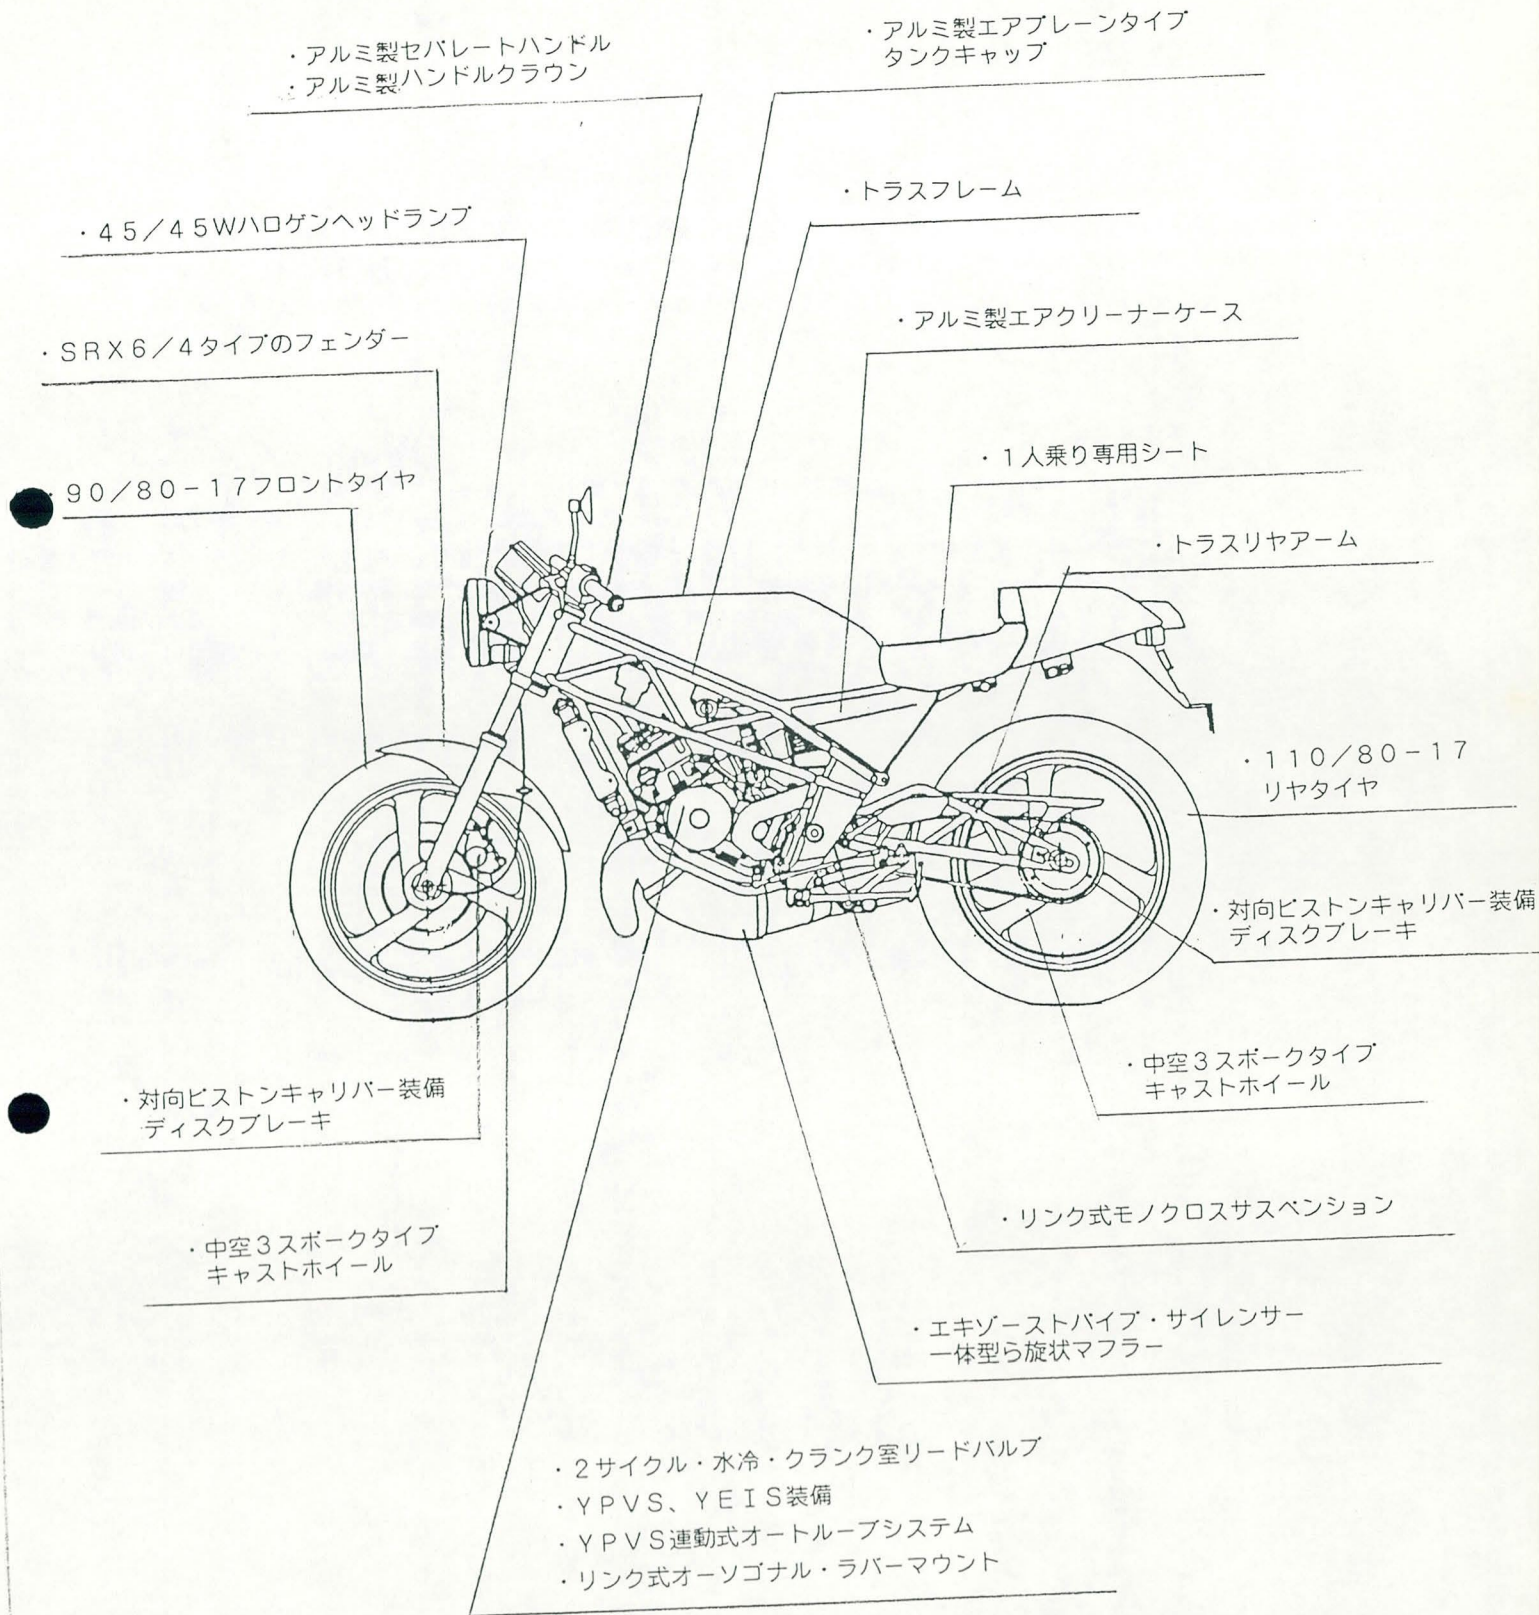 ・アルミ製セパレートハンドル
・アルミ製ハンドルクラウン
・アルミ製エアプレーンタイプ
タンクキャップ
・トラスフレーム
・45／45Wハロゲンヘッドランプ
・アルミ製エアクリーナーケース
・SRX6／4タイプのフェンダー
・1人乗り専用シート
・90／80−17フロントタイヤ
・トラスリヤアーム
・110／80−17
リヤタイヤ
・対向ピストンキャリパー装備
ディスクブレーキ
・中空3スポークタイプ
キャストホイール
・対向ピストンキャリパー装備
ディスクブレーキ
・リンク式モノクロスサスペンション
・中空3スポークタイプ
キャストホイール
・エキゾーストパイプ・サイレンサー
一体型ら旋状マフラー
・2サイクル・水冷・クランク室リードバルブ
・YPVS、YEIS装備
・YPVS連動式オートルーブシステム
・リンク式オーソゴナル・ラバーマウント